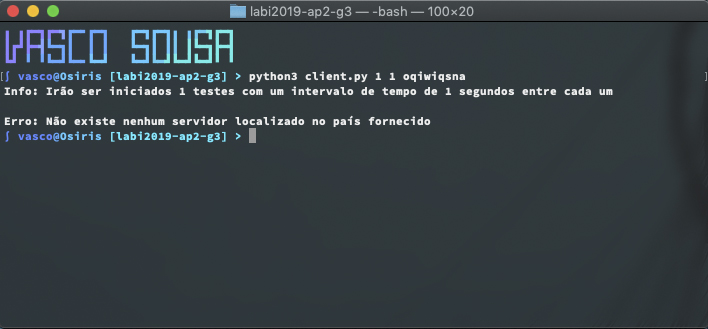 labi2019-ap2-g3 — -bash — 100×20
VASCO SOUSA
[∫ vasco@Osiris [labi2019-ap2-g3] > python3 client.py 1 1 oqiwiqsna ]
Info: Irão ser iniciados 1 testes com um intervalo de tempo de 1 segundos entre cada um
Erro: Não existe nenhum servidor localizado no país fornecido
∫ vasco@Osiris [labi2019-ap2-g3] >